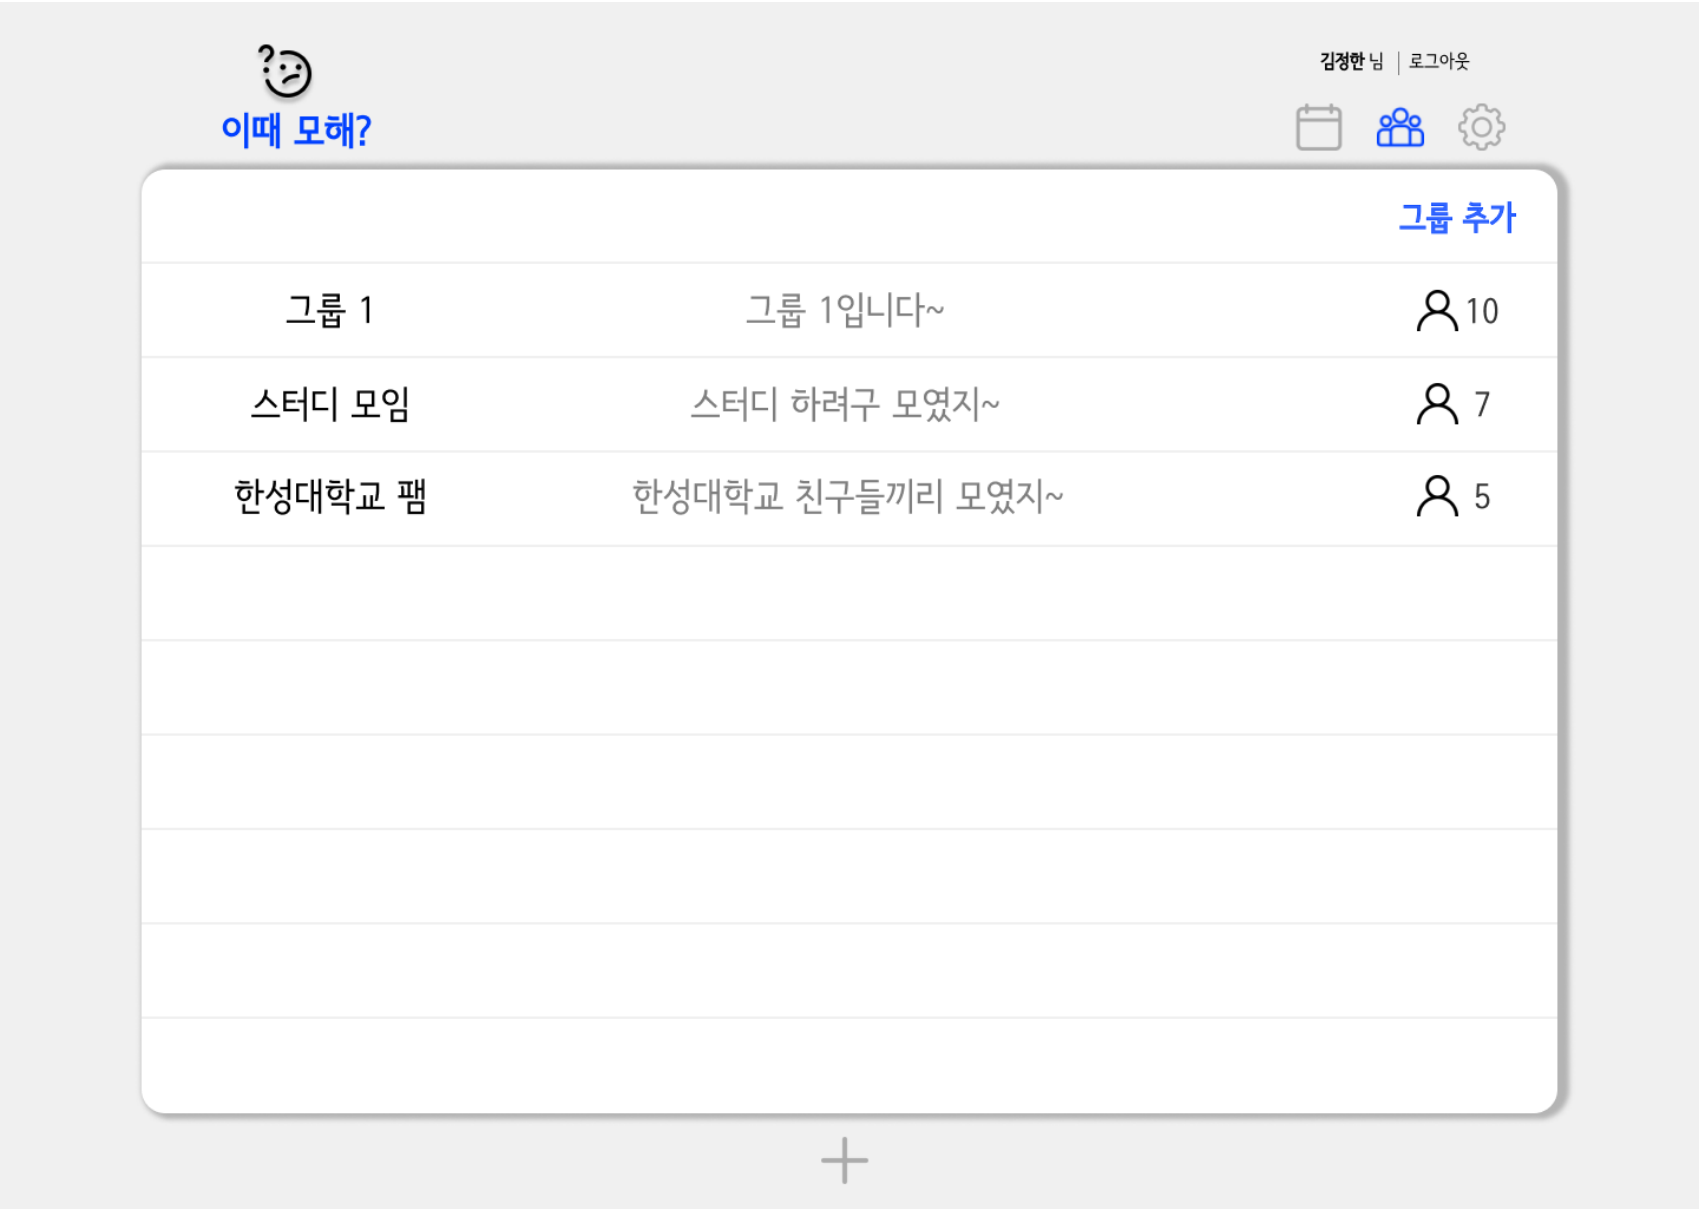 ?
이때 모해?
김정한 님 | 로그아웃
그룹 추가
그룹 1 그룹 1입니다~ 10
스터디 모임 스터디 하려구 모였지~ 7
한성대학교 팸 한성대학교 친구들끼리 모였지~ 5